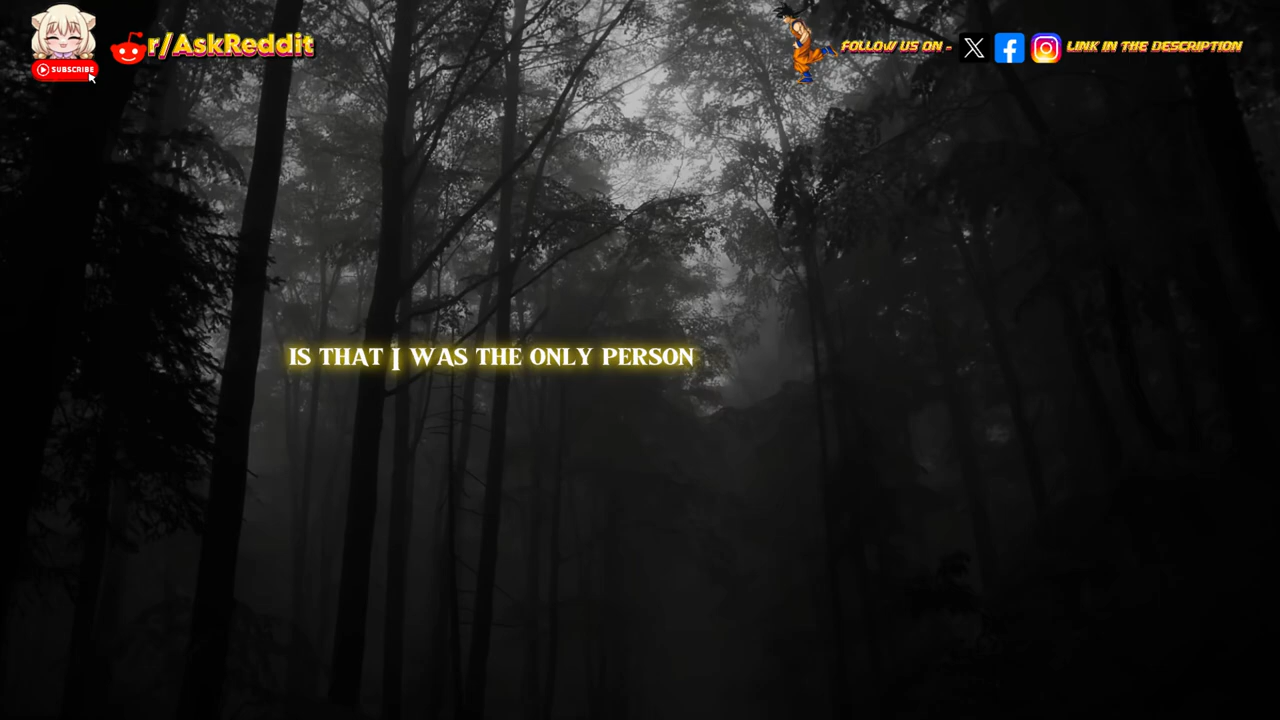 SUBSCRIBE
r/AskReddit
FOLLOW US ON -
LINK IN THE DESCRIPTION
IS THAT I WAS THE ONLY PERSON